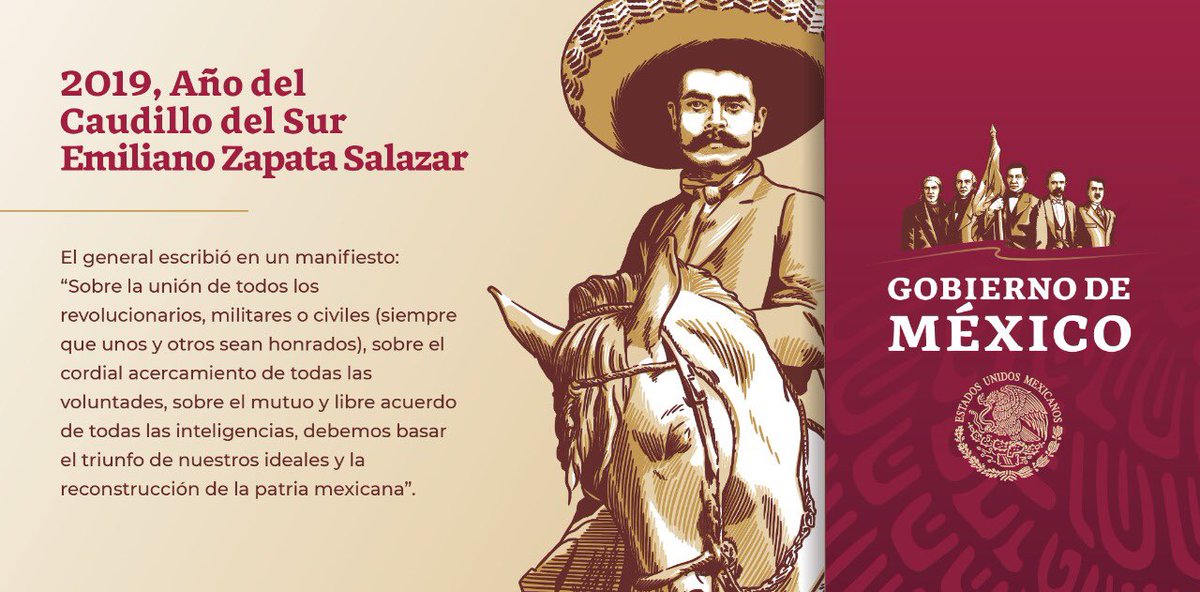 2019, Año del
Caudillo del Sur
Emiliano Zapata Salazar
El general escribió en un manifiesto:
“Sobre la unión de todos los
revolucionarios, militares o civiles (siempre
que unos y otros sean honrados), sobre el
cordial acercamiento de todas las
voluntades, sobre el mutuo y libre acuerdo
de todas las inteligencias, debemos basar
el triunfo de nuestros ideales y la
reconstrucción de la patria mexicana”.
GOBIERNO DE
MÉXICO
ESTADOS UNIDOS MEXICANOS